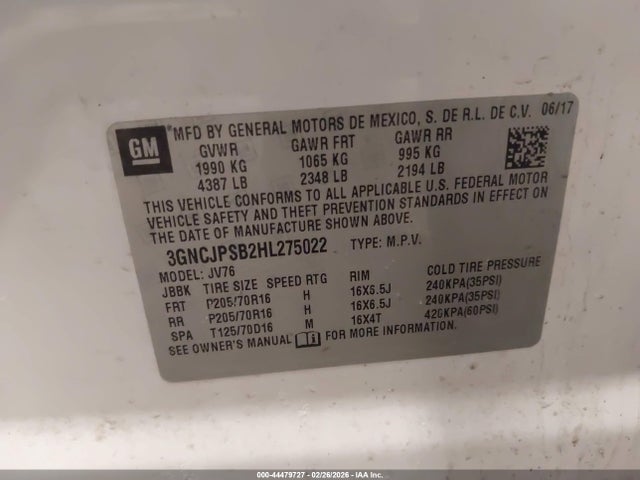 GM
*MFD BY GENERAL MOTORS DE MEXICO, S. DE R.L. DE C.V. 06/17
GVWR GAWR FRT GAWR RR
1990 KG 1065 KG 995 KG
4387 LB 2348 LB 2194 LB
THIS VEHICLE CONFORMS TO ALL APPLICABLE U.S. FEDERAL MOTOR
VEHICLE SAFETY AND THEFT PREVENTION STANDARDS IN EFFECT ON
THE DATE OF MANUFACTURE SHOWN ABOVE.
3GNCJPSB2HL275022 TYPE: M.P.V.
MODEL: JV76
JBBK TIRE SIZE SPEED RTG RIM COLD TIRE PRESSURE
FRT P205/70R16 H 16X6.5J 240KPA(35PSI)
RR P205/70R16 H 16X6.5J 240KPA(35PSI)
SPA T125/70D16 M 16X4T 420KPA(60PSI)
SEE OWNER'S MANUAL FOR MORE INFORMATION.
000-44479727 - 02/26/2026 - IAAI.com